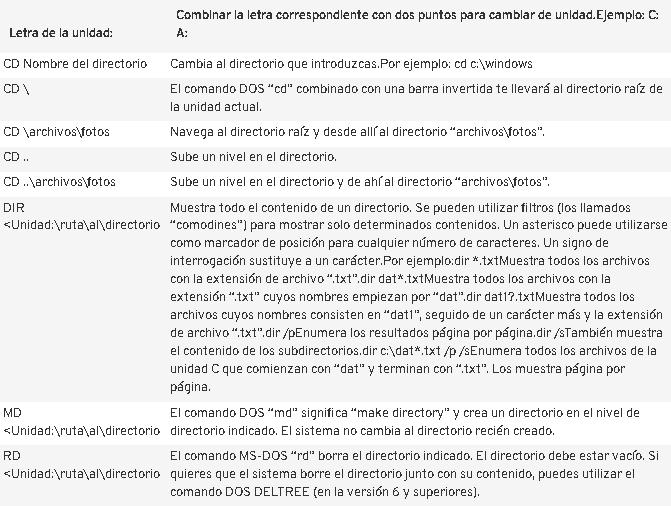 Letra de la unidad:
Combinar la letra correspondiente con dos puntos para cambiar de unidad.Ejemplo: C:
A:
CD Nombre del directorio
Cambia al directorio que introduzcas.Por ejemplo: cd c:\windows
CD \
El comando DOS “cd” combinado con una barra invertida te llevará al directorio raíz de
la unidad actual.
CD \archivos\fotos
Navega al directorio raíz y desde allí al directorio “archivos\fotos”.
CD ..
Sube un nivel en el directorio.
CD ..\archivos\fotos
Sube un nivel en el directorio y de ahí al directorio “archivos\fotos”.
DIR
<Unidad:\ruta\al\directorio
Muestra todo el contenido de un directorio. Se pueden utilizar filtros (los llamados
“comodines”) para mostrar solo determinados contenidos. Un asterisco puede utilizarse
como marcador de posición para cualquier número de caracteres. Un signo de
interrogación sustituye a un carácter.Por ejemplo:dir *.txtMuestra todos los archivos
con la extensión de archivo “.txt”.dir dat*.txtMuestra todos los archivos con la
extensión “.txt” cuyos nombres empiezan por “dat”.dir dat1?.txtMuestra todos los
archivos cuyos nombres consisten en “dat1”, seguido de un carácter más y la extensión
de archivo “.txt”.dir /pEnumera los resultados página por página.dir /sTambién muestra
el contenido de los subdirectorios.dir c:\dat*.txt /p /sEnumera todos los archivos de la
unidad C que comienzan con “dat” y terminan con “.txt”. Los muestra página por
página.
MD
<Unidad:\ruta\al\directorio
El comando DOS “md” significa “make directory” y crea un directorio en el nivel de
directorio indicado. El sistema no cambia al directorio recién creado.
RD
<Unidad:\ruta\al\directorio
El comando MS-DOS “rd” borra el directorio indicado. El directorio debe estar vacío. Si
quieres que el sistema borre el directorio junto con su contenido, puedes utilizar el
comando DOS DELTREE (en la versión 6 y superiores).